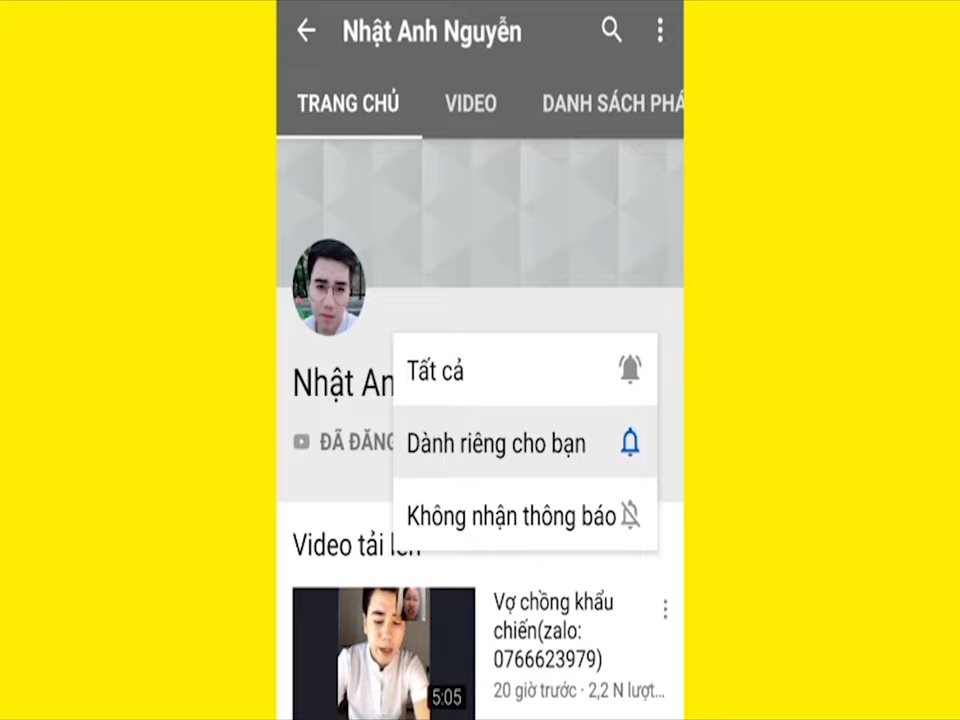 Nhật Anh Nguyễn
TRANG CHỦ VIDEO DANH SÁCH PHÁ
Nhật An
Tất cả
ĐÃ ĐĂNG
Dành riêng cho bạn
Không nhận thông báo
Video tải lên
Vợ chồng khẩu
chiến(zalo:
0766623979)
20 giờ trước · 2,2 N lượt...
5:05